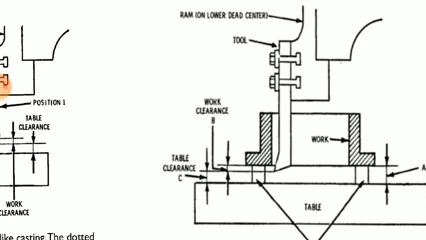 RAM (ON LOWER DEAD CENTER)
TOOL
POSITION 1
TABLE
CLEARANCE
WORK
CLEARANCE
B
WORK
TABLE
CLEARANCE
C
A
TABLE
WORK
CLEARANCE
like casting The dotted